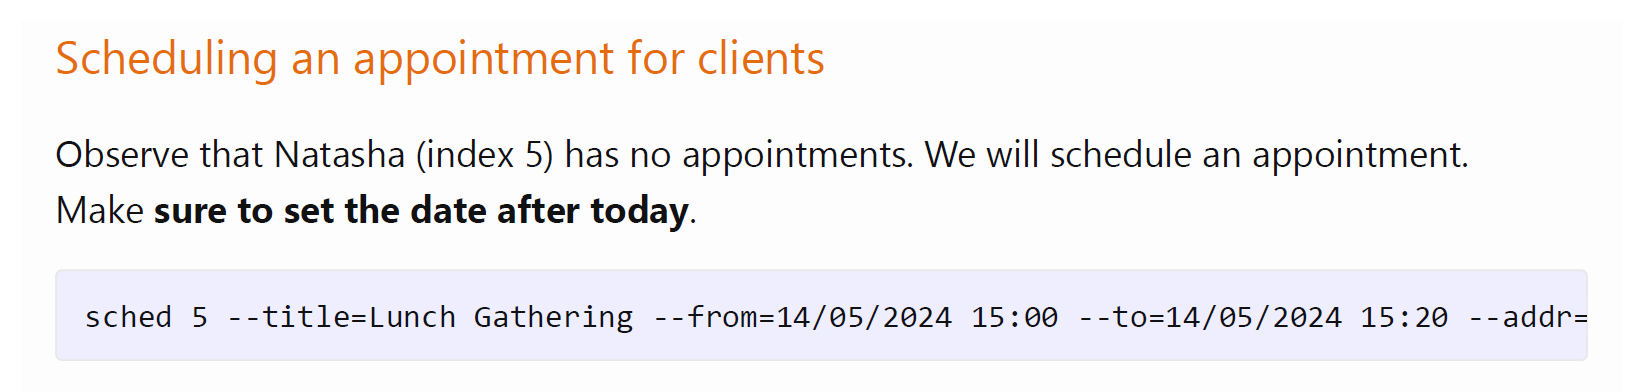 Scheduling an appointment for clients
Observe that Natasha (index 5) has no appointments. We will schedule an appointment.
Make sure to set the date after today.
sched 5 --title=Lunch Gathering --from=14/05/2024 15:00 --to=14/05/2024 15:20 --addr=